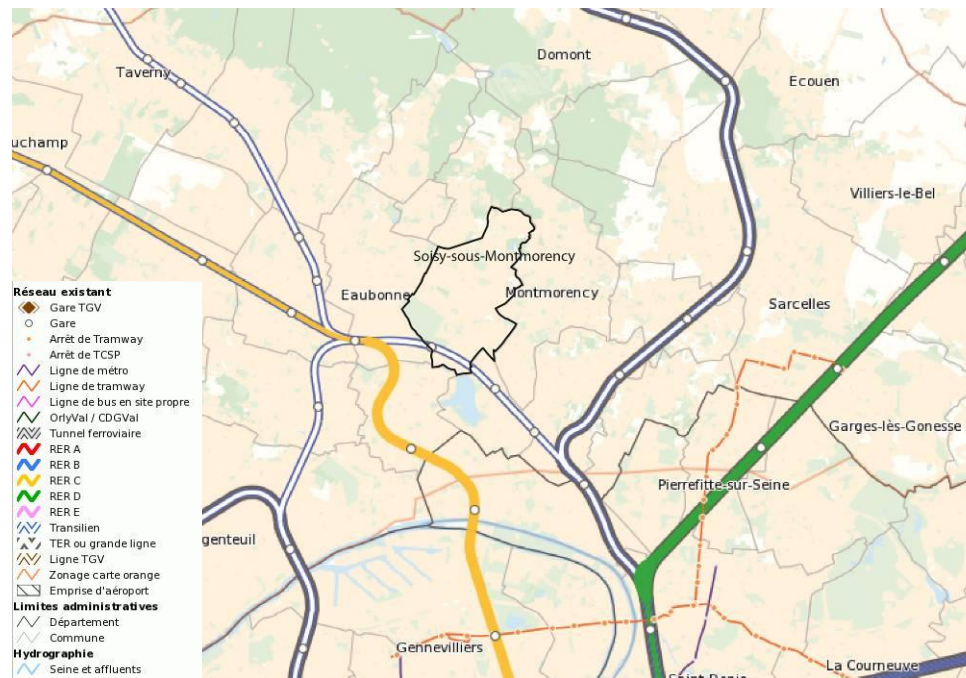 Domont
Taverny
Ecouen
uchamp
Villiers-le-Bel
Soisy-sous-Montmorency
Eaubonne
Montmorency
Sarcelles
Garges-lès-Gonesse
Pierrefitte-sur-Seine
genteuil
Gennevilliers
La Courneuve
Saint-Denis
Réseau existant
Gare TGV
Gare
Arrêt de Tramway
Arrêt de TCSP
Ligne de métro
Ligne de tramway
Ligne de bus en site propre
OrlyVal / CDGVal
Tunnel ferroviaire
RER A
RER B
RER C
RER D
RER E
Transilien
TER ou grande ligne
Ligne TGV
Zonage carte orange
Emprise d'aéroport
Limites administratives
Département
Commune
Hydrographie
Seine et affluents